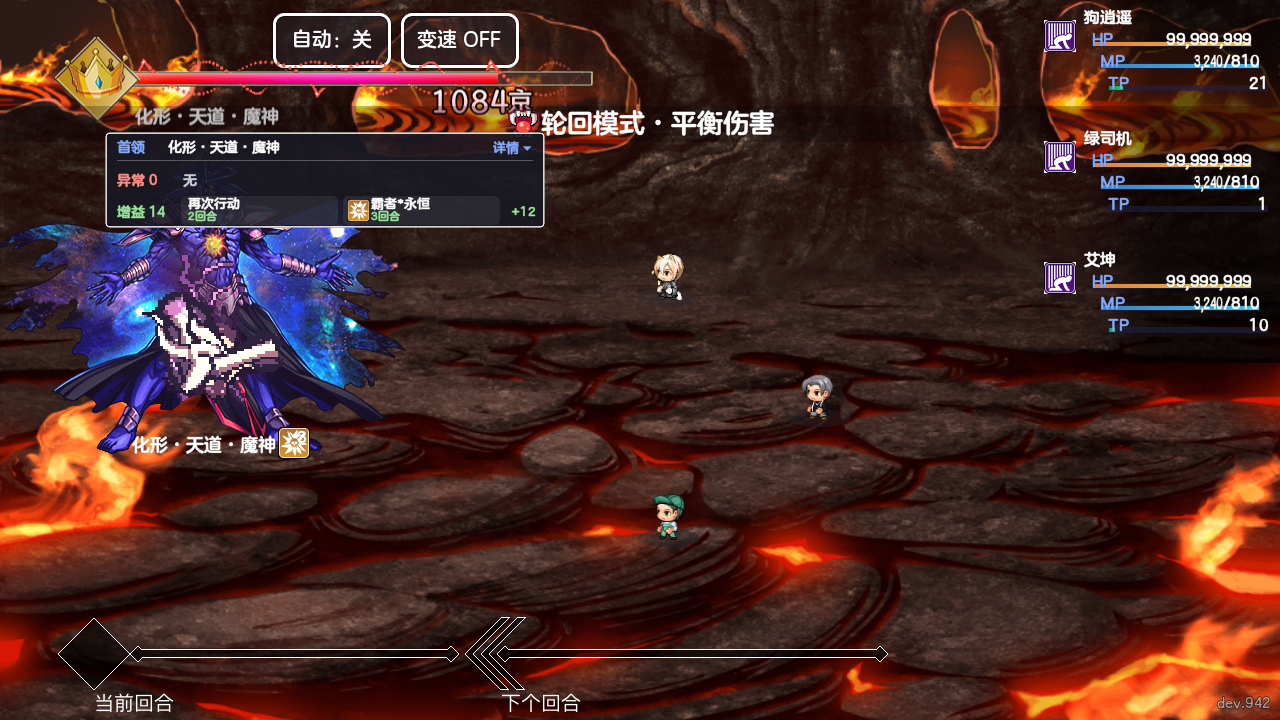 自动：关
变速 OFF
1084京
化形·天道·魔神
轮回模式·平衡伤害
首领 化形·天道·魔神 详情
异常 0 无
增益 14 再次行动 2回合 霸者*永恒 3回合 +12
化形·天道·魔神
狗逍遥
HP 99,999,999
MP 3,240/810
TP 21
绿司机
HP 99,999,999
MP 3,240/810
TP 1
艾坤
HP 99,999,999
MP 3,240/810
TP 10
当前回合
下个回合
dev.942